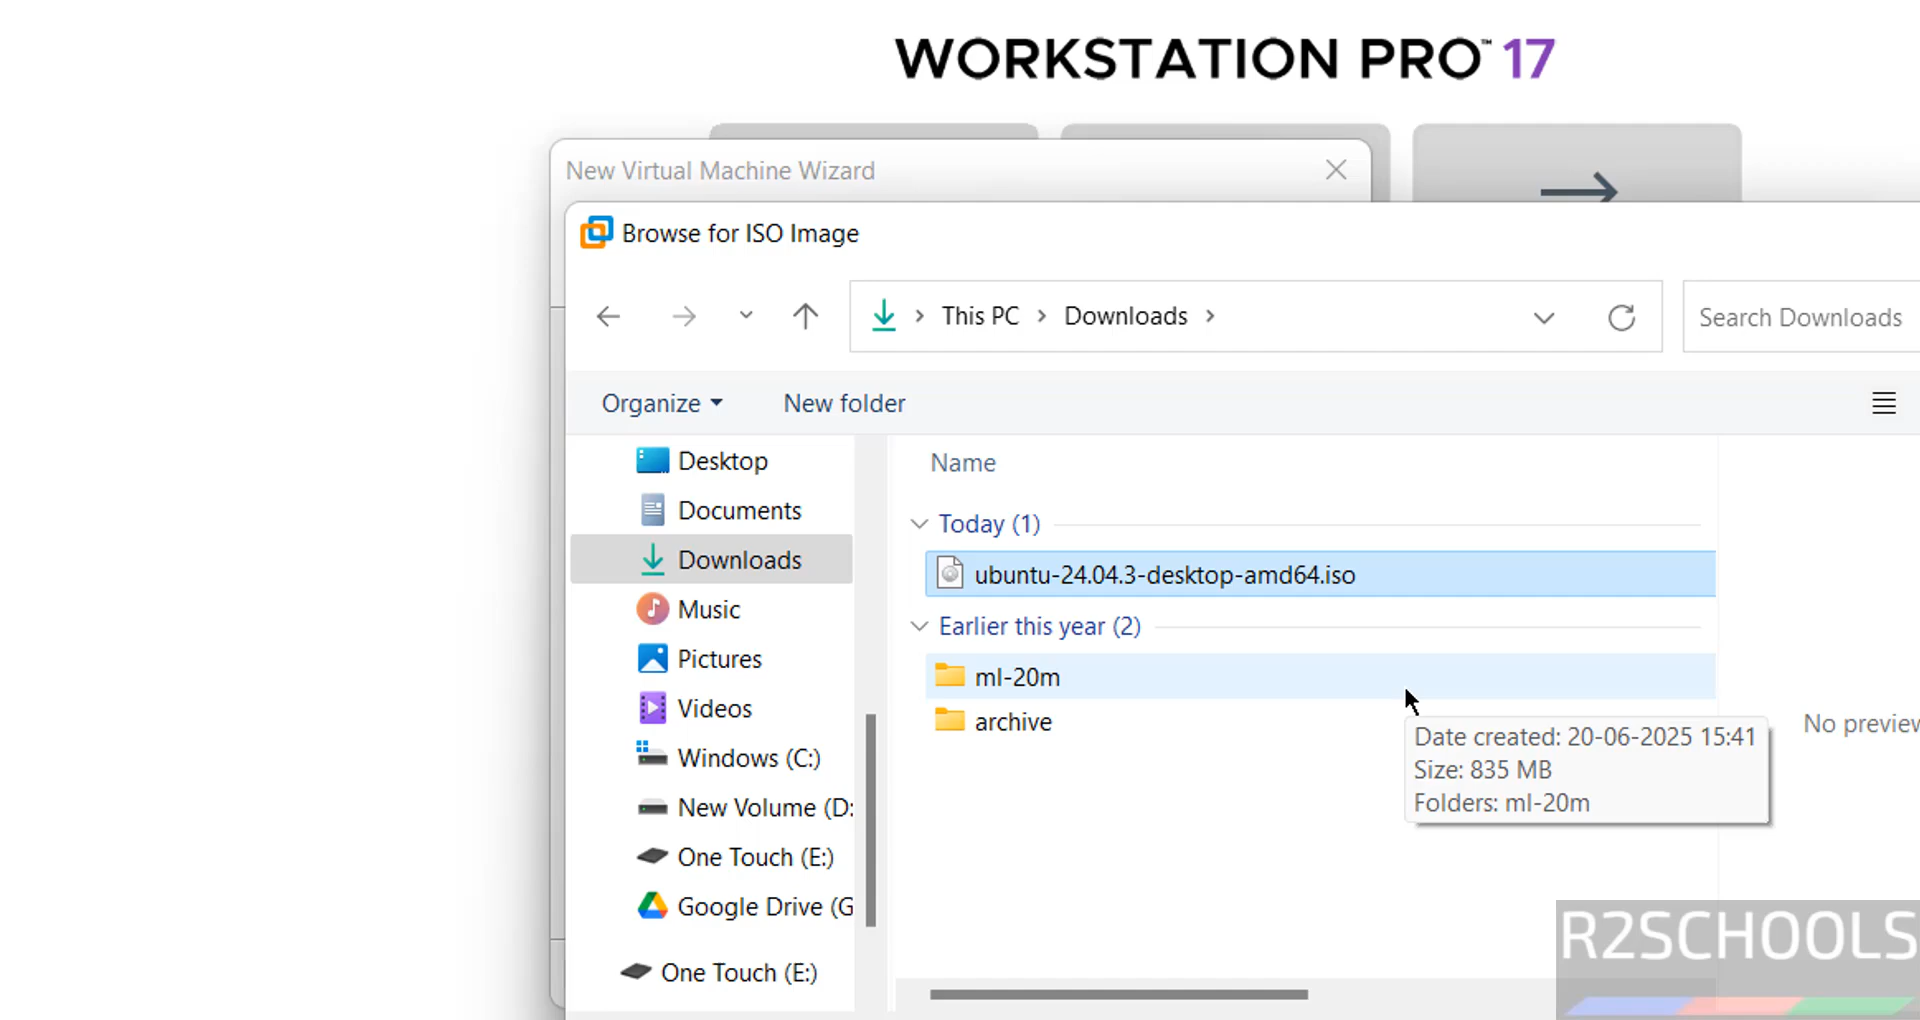 WORKSTATION PRO™ 17
New Virtual Machine Wizard
Browse for ISO Image
This PC
Downloads
Search Downloads
Organize
New folder
Desktop
Documents
Downloads
Music
Pictures
Videos
Windows (C:)
New Volume (D:
One Touch (E:)
Google Drive (G
One Touch (E:)
Name
Today (1)
ubuntu-24.04.3-desktop-amd64.iso
Earlier this year (2)
ml-20m
archive
Date created: 20-06-2025 15:41
Size: 835 MB
Folders: ml-20m
No preview
R2SCHOOLS